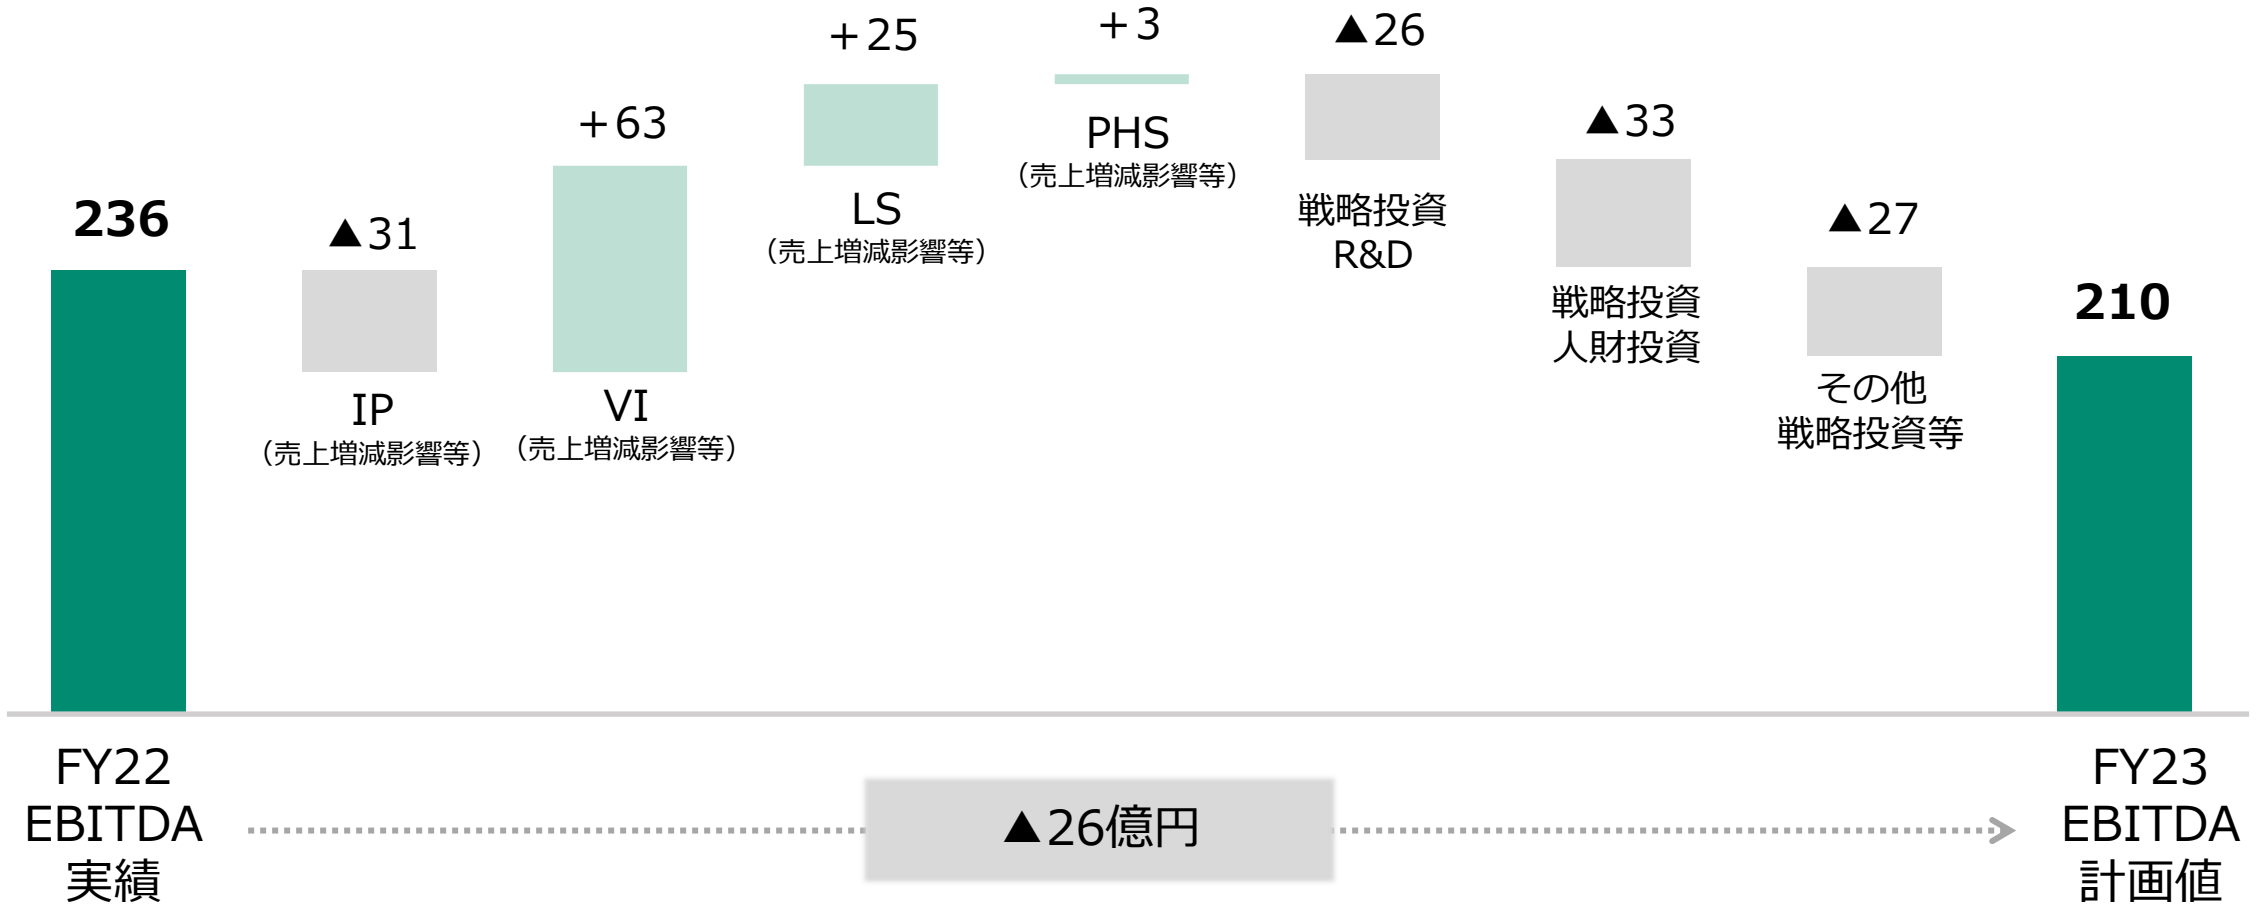 236
▲31
IP
（売上増減影響等）
＋63
VI
（売上増減影響等）
＋25
LS
（売上増減影響等）
＋3
PHS
（売上増減影響等）
▲26
戦略投資
R&D
▲33
戦略投資
人財投資
▲27
その他
戦略投資等
210
FY22
EBITDA
実績
▲26億円
FY23
EBITDA
計画値